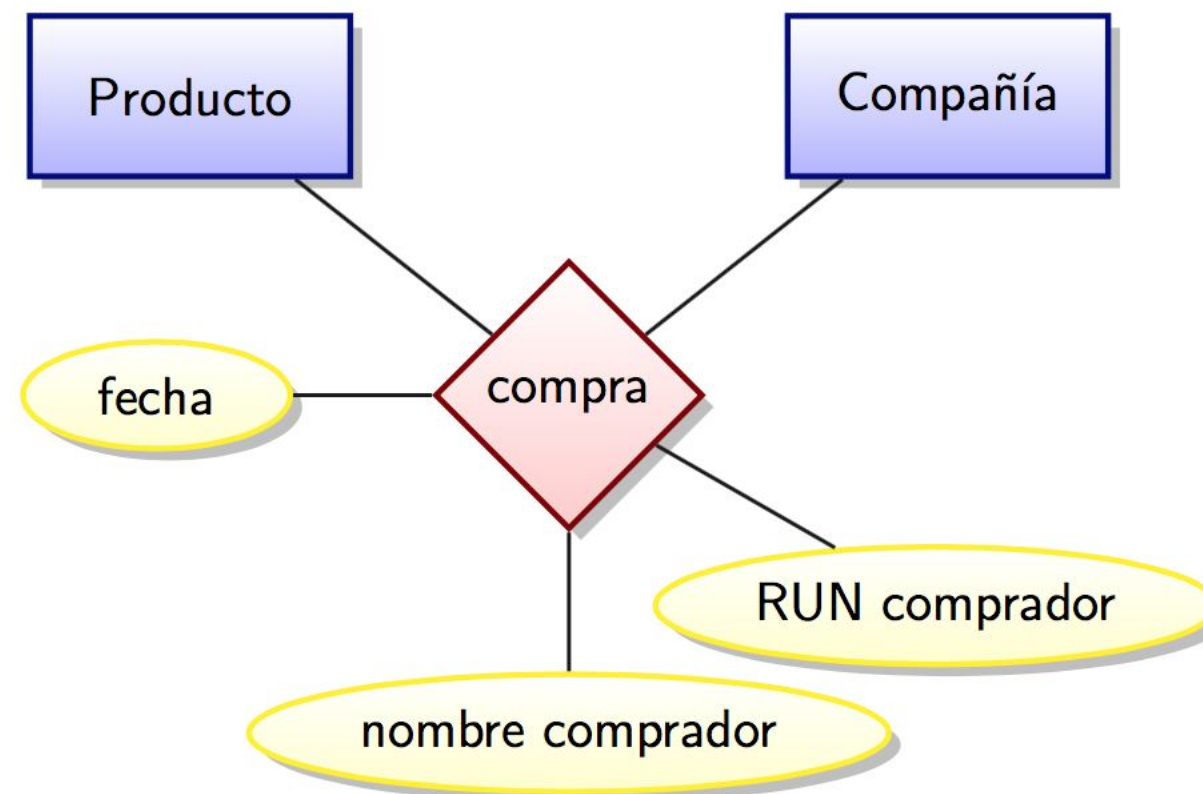 Producto
Compañía
compra
fecha
RUN comprador
nombre comprador